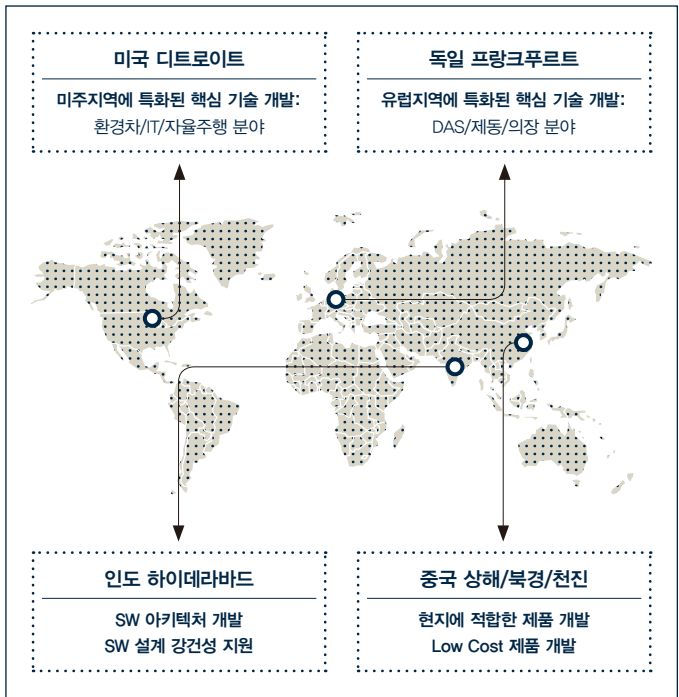 미국 디트로이트
미주지역에 특화된 핵심 기술 개발:
환경차/IT/자율주행 분야
독일 프랑크푸르트
유럽지역에 특화된 핵심 기술 개발:
DAS/제동/의장 분야
인도 하이데라바드
SW 아키텍처 개발
SW 설계 강건성 지원
중국 상해/북경/천진
현지에 적합한 제품 개발
Low Cost 제품 개발